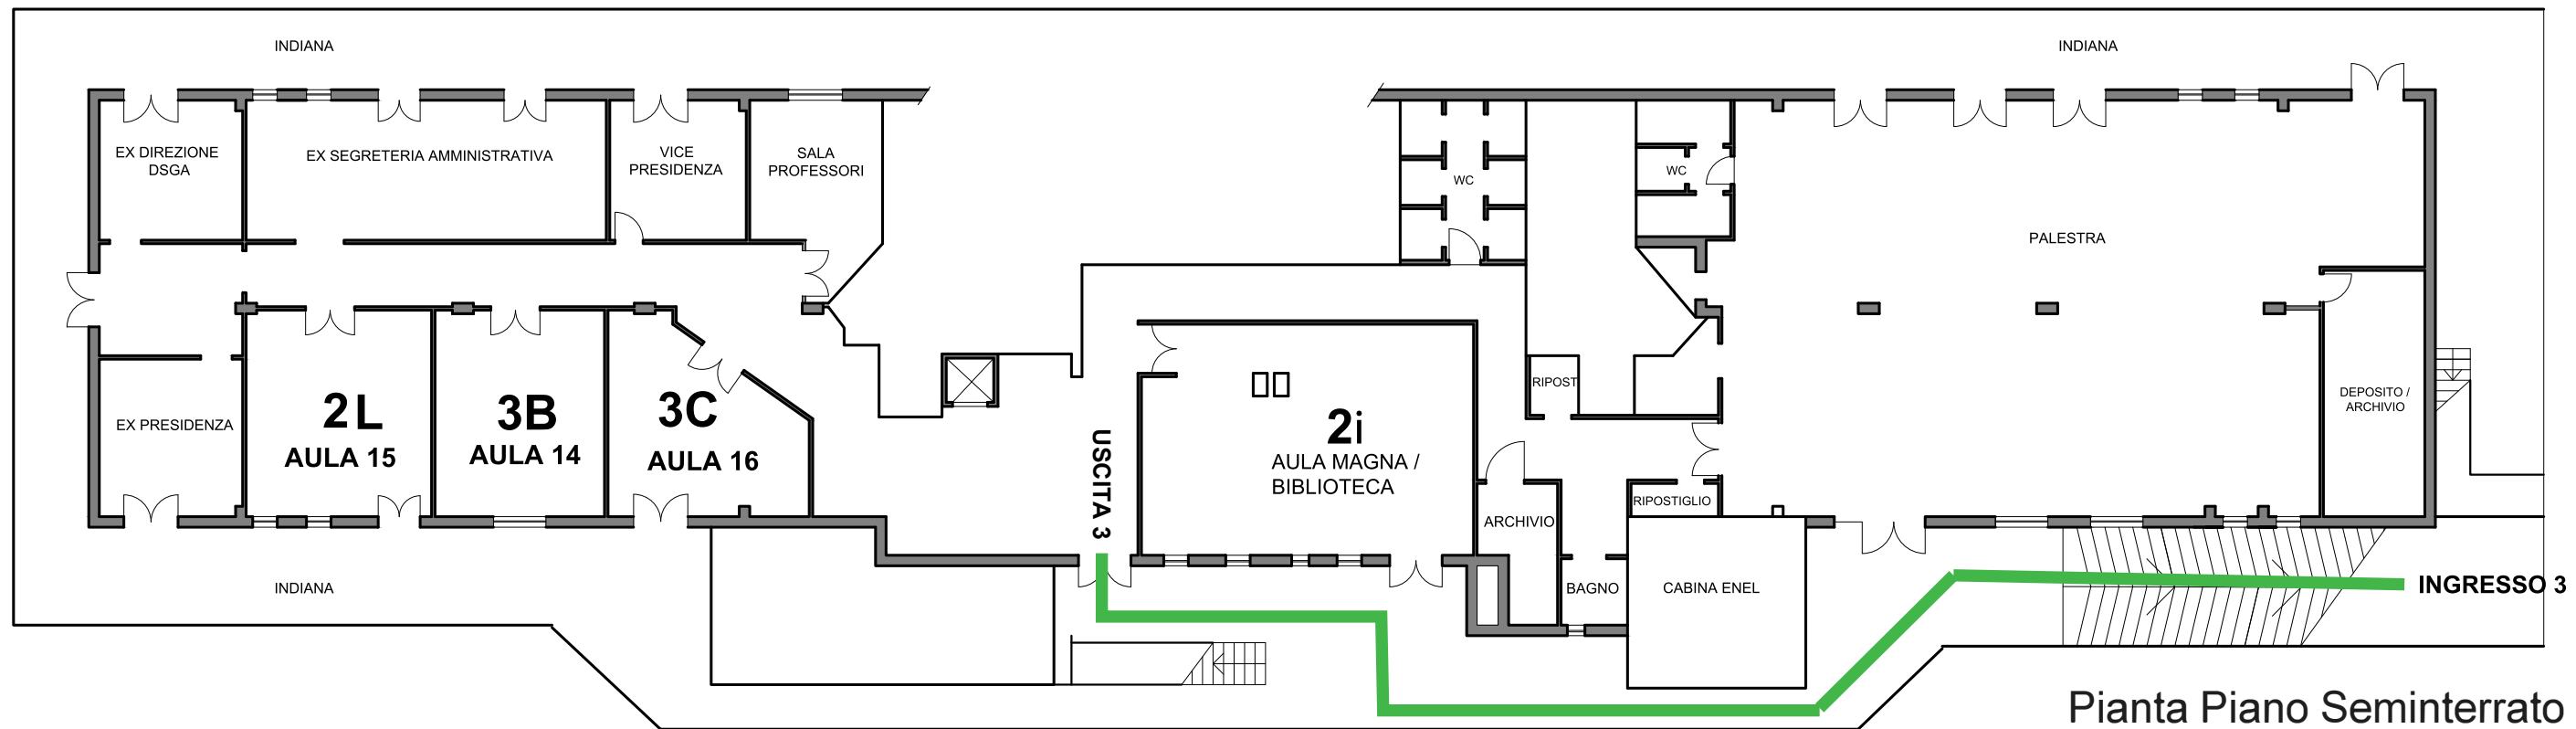 INDIANA
INDIANA
EX DIREZIONE
DSGA
EX SEGRETERIA AMMINISTRATIVA
VICE
PRESIDENZA
SALA
PROFESSORI
WC
WC
PALESTRA
EX PRESIDENZA
2L
AULA 15
3B
AULA 14
3C
AULA 16
USCITA 3
2i
AULA MAGNA /
BIBLIOTECA
RIPOST
RIPOSTIGLIO
ARCHIVIO
DEPOSITO /
ARCHIVIO
INDIANA
BAGNO
CABINA ENEL
INGRESSO 3
Pianta Piano Seminterrato